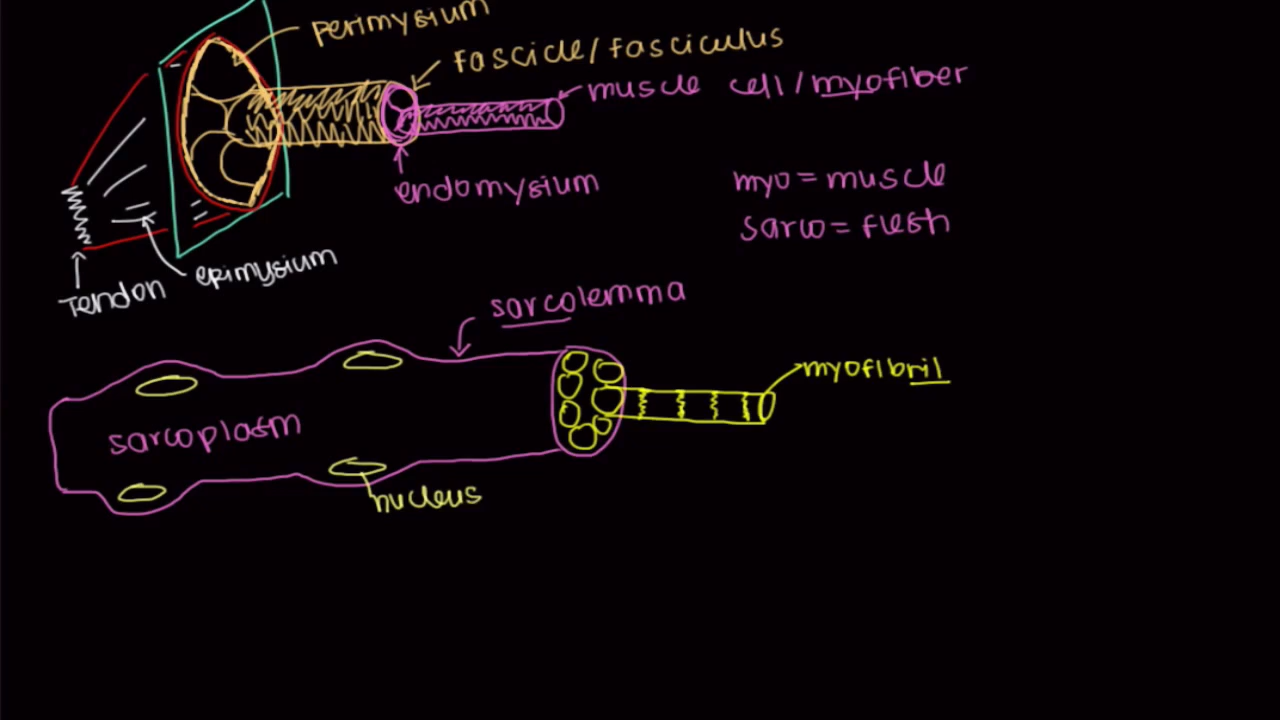 perimysium
fascicle/fasciculus
muscle cell/myofiber
endomysium
myo = muscle
sarco = flesh
epimysium
Tendon
sarcolemma
myofibril
sarcoplasm
nucleus